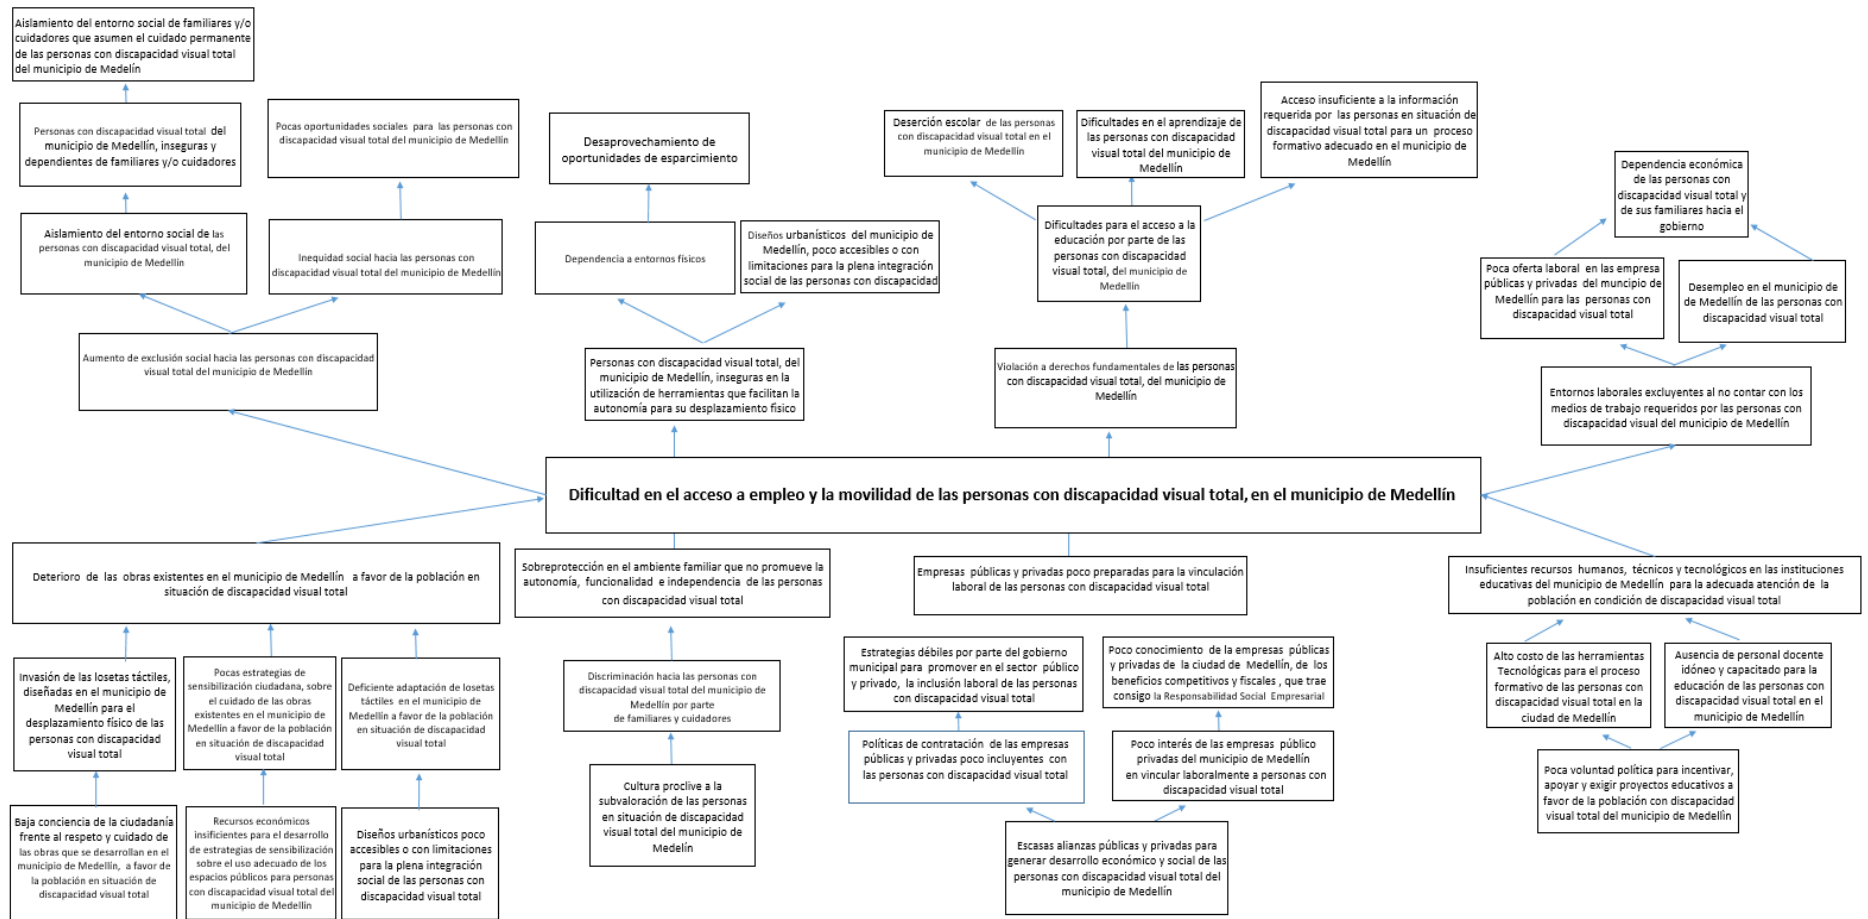 Aislamiento del entorno social de familiares y/o
cuidadores que asumen el cuidado permanente
de las personas con discapacidad visual total
del municipio de Medelín
Personas con discapacidad visual total del
municipio de Medellín, inseguras y
dependientes de familiares y/o cuidadores
Pocas oportunidades sociales para las personas con
discapacidad visual total del municipio de Medellín
Desaprovechamiento de
oportunidades de esparcimiento
Deserción escolar de las personas
con discapacidad visual total en el
municipio de Medellín
Dificultades en el aprendizaje de
las personas con discapacidad
visual total del municipio de
Medellín
Acceso insuficiente a la información
requerida por las personas en situación de
discapacidad visual total para un proceso
formativo adecuado en el municipio de
Medellín
Dependencia económica
de las personas con
discapacidad visual total y
de sus familiares hacia el
gobierno
Aislamiento del entorno social de las
personas con discapacidad visual total, del
municipio de Medellín
Inequidad social hacia las personas con
discapacidad visual total del municipio de Medellín
Dependencia a entornos físicos
Diseños urbanísticos del municipio de
Medellín, poco accesibles o con
limitaciones para la plena integración
social de las personas con discapacidad
Dificultades para el acceso a la
educación por parte de las
personas con discapacidad
visual total, del municipio de
Medellín
Poca oferta laboral en las empresa
públicas y privadas del muncipio de
Medellín para las personas con
discapacidad visual total
Desempleo en el municipio de
de Medellín de las personas con
discapacidad visual total
Aumento de exclusión social hacia las personas con discapacidad
visual total del municipio de Medellín
Personas con discapacidad visual total, del
municipio de Medellín, inseguras en la
utilización de herramientas que facilitan la
autonomía para su desplazamiento fisico
Violación a derechos fundamentales de las personas
con discapacidad visual total, del municipio de
Medellín
Entornos laborales excluyentes al no contar con los
medios de trabajo requeridos por las personas con
discapacidad visual del municipio de Medellín
Dificultad en el acceso a empleo y la movilidad de las personas con discapacidad visual total, en el municipio de Medellín
Deterioro de las obras existentes en el municipio de Medellín a favor de la población en
situación de discapacidad visual total
Sobreprotección en el ambiente familiar que no promueve la
autonomía, funcionalidad e independencia de las personas
con discapacidad visual total
Empresas públicas y privadas poco preparadas para la vinculación
laboral de las personas con discapacidad visual total
Insuficientes recursos humanos, técnicos y tecnológicos en las instituciones
educativas del municipio de Medellín para la adecuada atención de la
población en condición de discapacidad visual total
Invasión de las losetas táctiles,
diseñadas en el municipio de
Medellín para el
desplazamiento físico de las
personas con discapacidad
visual total
Pocas estrategias de
sensibilización ciudadana, sobre
el cuidado de las obras
existentes en el municipio de
Medellín a favor de la población
en situación de discapacidad
visual total
Deficiente adaptación de losetas
táctiles en el municipio de
Medellín a favor de la población
en situación de discapacidad
visual total
Discriminación hacia las personas con
discapacidad visual total del municipio de
Medellín por parte
de familiares y cuidadores
Estrategias débiles por parte del gobierno
municipal para promover en el sector público
y privado, la inclusión laboral de las personas
con discapacidad visual total
Poco conocimiento de la empresas públicas
y privadas de la ciudad de Medellín, de los
beneficios competitivos y fiscales , que trae
consigo la Responsabilidad Social Empresarial
Alto costo de las herramientas
Tecnológicas para el proceso
formativo de las personas con
discapacidad visual total en la
ciudad de Medellín
Ausencia de personal docente
idóneo y capacitado para la
educación de las personas con
discapacidad visual total en el
municipio de Medellín
Políticas de contratación de las empresas
públicas y privadas poco incluyentes con
las personas con discapacidad visual total
Poco interés de las empresas público
privadas del municipio de Medellín
en vincular laboralmente a personas con
discapacidad visual total
Poca voluntad política para incentivar,
apoyar y exigir proyectos educativos a
favor de la población con discapacidad
visual total del municipio de Medellín
Baja conciencia de la ciudadanía
frente al respeto y cuidado de
las obras que se desarrollan en el
municipio de Medellín, a favor de
la población en situación de
discapacidad visual total
Recursos económicos
insificientes para el desarrollo
de estrategias de sensibilización
sobre el uso adecuado de los
espacios públicos para personas
con discapacidad visual total del
municipio de Medellín
Diseños urbanísticos poco
accesibles o con limitaciones
para la plena integración
social de las personas con
discapacidad visual total
Cultura proclive a la
subvaloración de las personas
en situación de discapacidad
visual total del municipio de
Medelín
Escasas alianzas públicas y privadas para
generar desarrollo económico y social de las
personas con discapacidad visual total del
municipio de Medellín